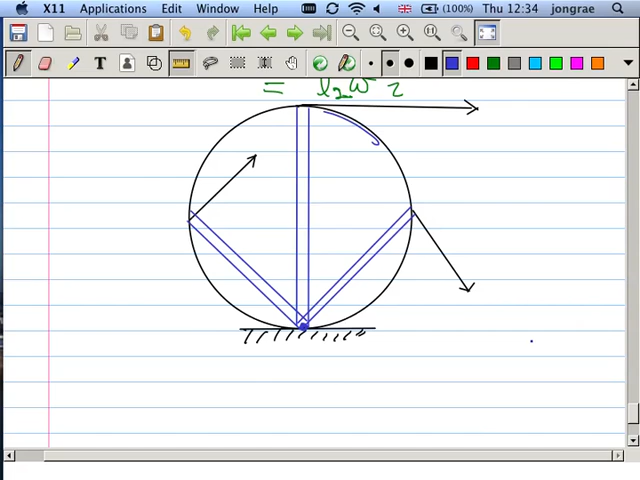 X11 Applications Edit Window Help (100%) Thu 12:34 jongrae
T
= l₂ω z